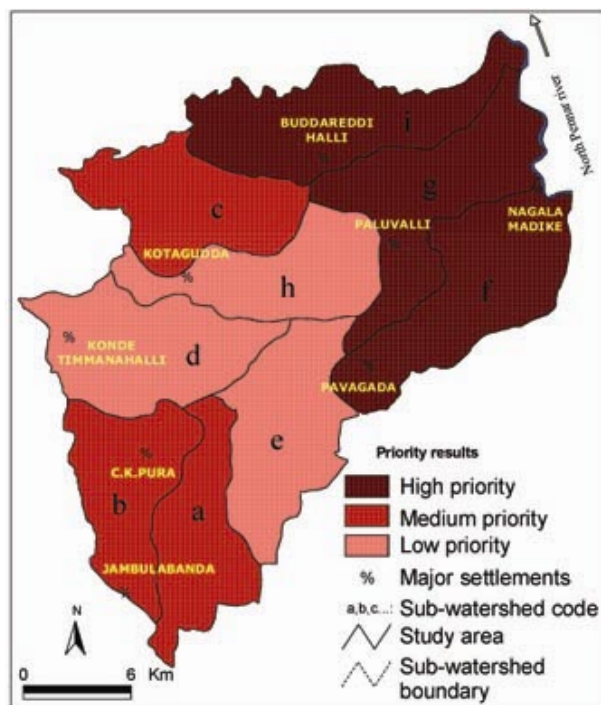 North Pennar river
BUDDAREDDI
HALLI
i
%
g
c
NAGALA
MADIKE
PALUVALLI
%
KOTAGUDDA
%
h
f
%
KONDE
TIMMANAHALLI
d
%
PAVAGADA
e
%
C.K.PURA
b
a
JAMBULABANDA
%
Priority results
High priority
Medium priority
Low priority
% Major settlements
a,b,c...: Sub-watershed code
Study area
Sub-watershed
boundary
N
0 6 Km